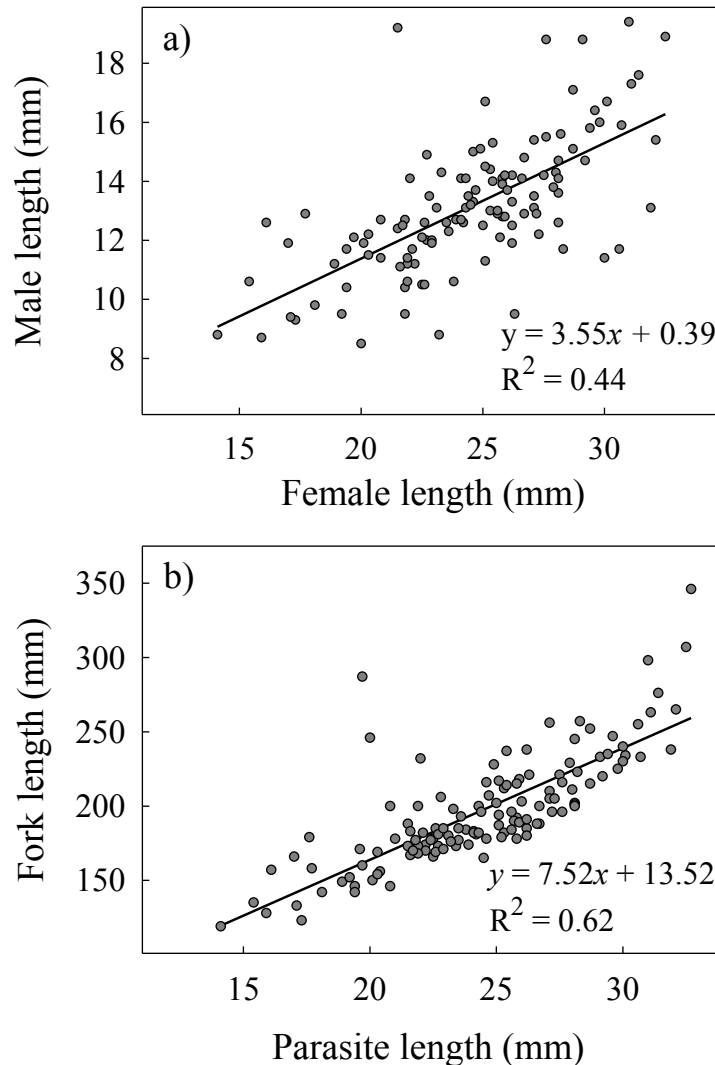 a)
18
16
14
12
10
8
Male length (mm)
y = 3.55x + 0.39
R² = 0.44
15 20 25 30
Female length (mm)
b)
350
300
250
200
150
Fork length (mm)
y = 7.52x + 13.52
R² = 0.62
15 20 25 30
Parasite length (mm)